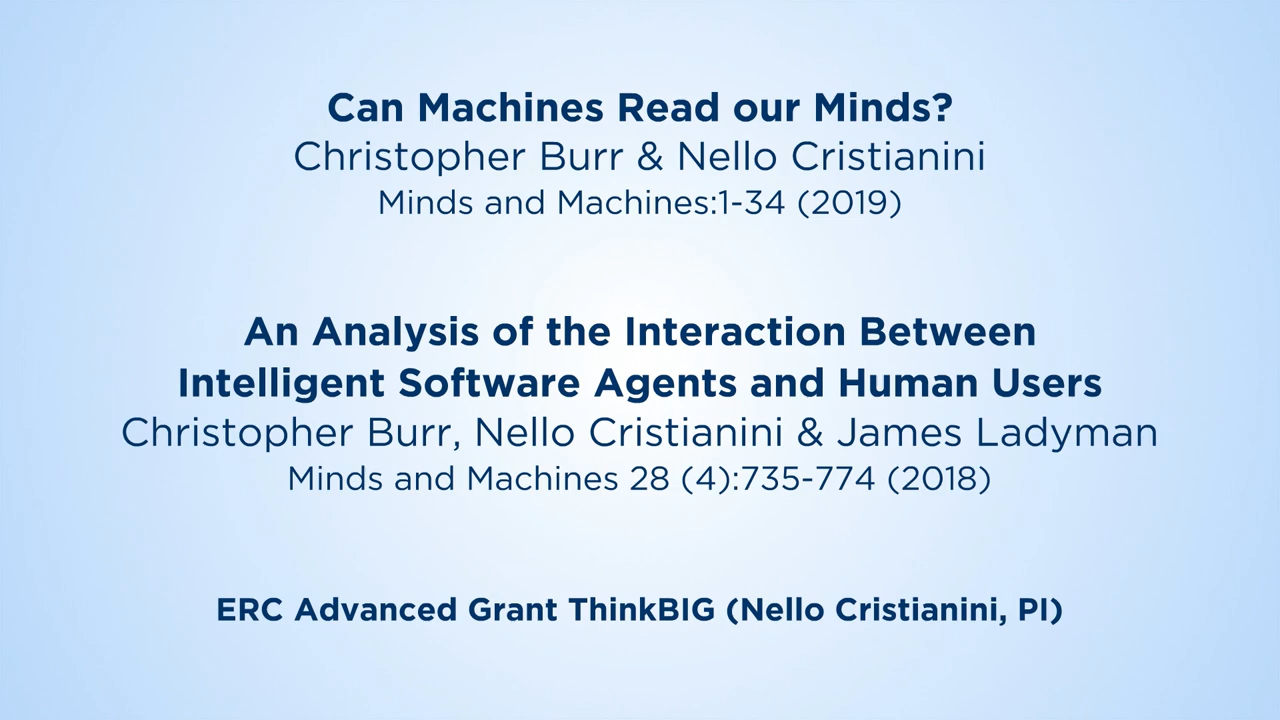 Can Machines Read our Minds?
Christopher Burr & Nello Cristianini
Minds and Machines:1-34 (2019)
An Analysis of the Interaction Between
Intelligent Software Agents and Human Users
Christopher Burr, Nello Cristianini & James Ladyman
Minds and Machines 28 (4):735-774 (2018)
ERC Advanced Grant ThinkBIG (Nello Cristianini, PI)